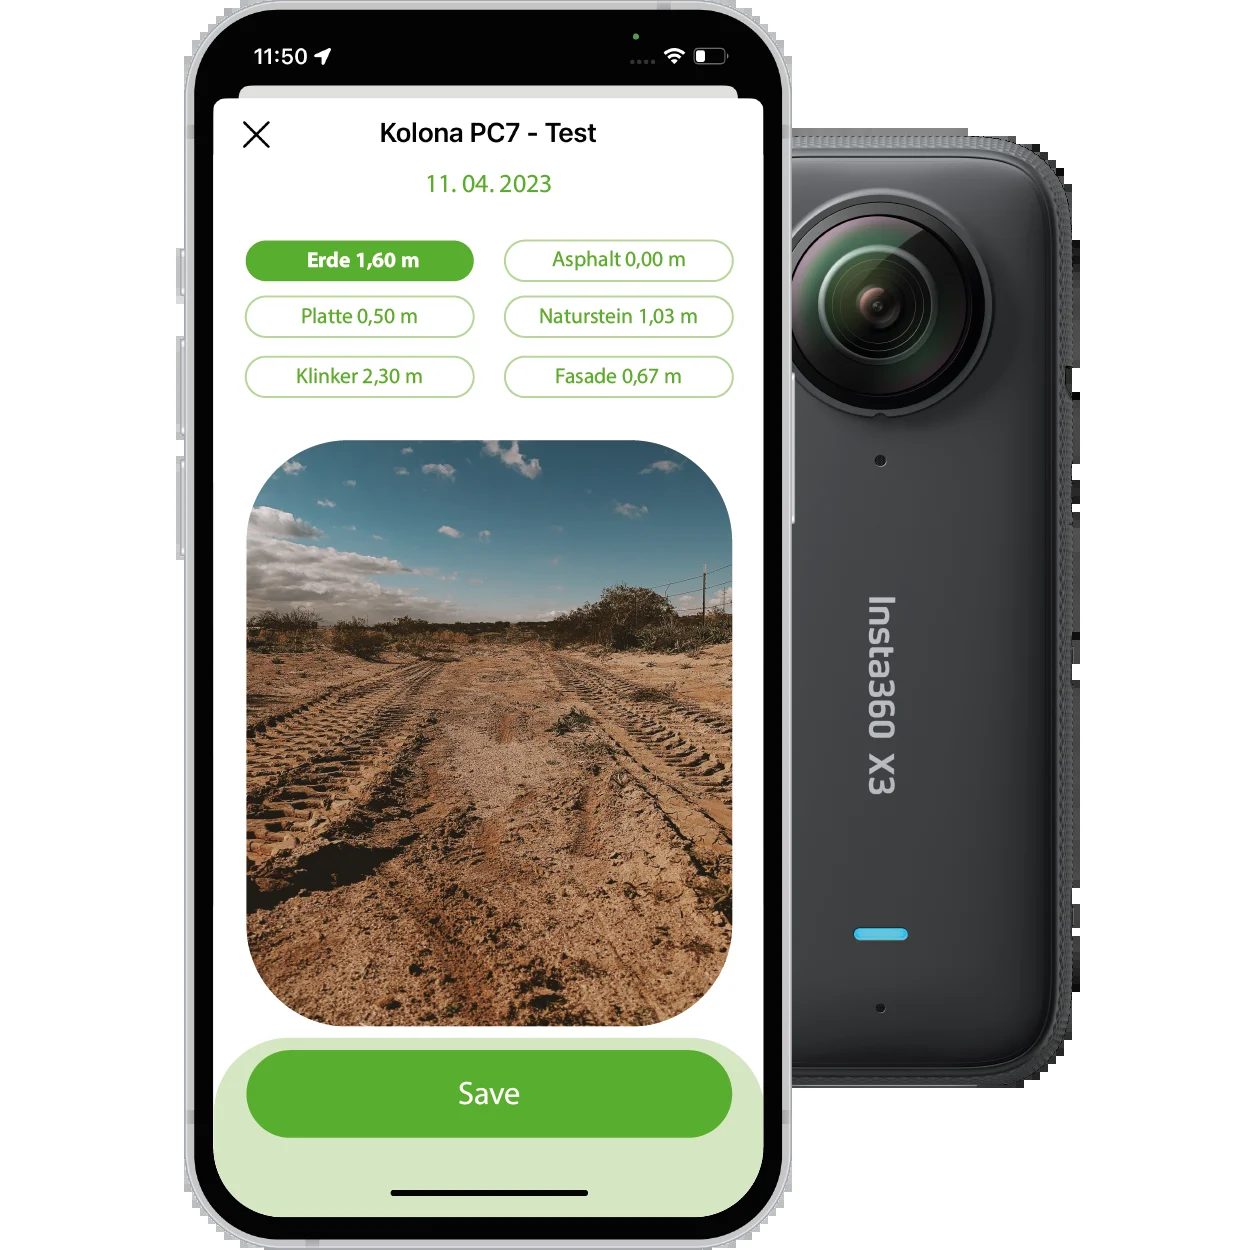 11:50
Kolona PC7 - Test
11. 04. 2023
Erde 1,60 m
Asphalt 0,00 m
Platte 0,50 m
Naturstein 1,03 m
Klinker 2,30 m
Fasade 0,67 m
Save
Insta360 X3